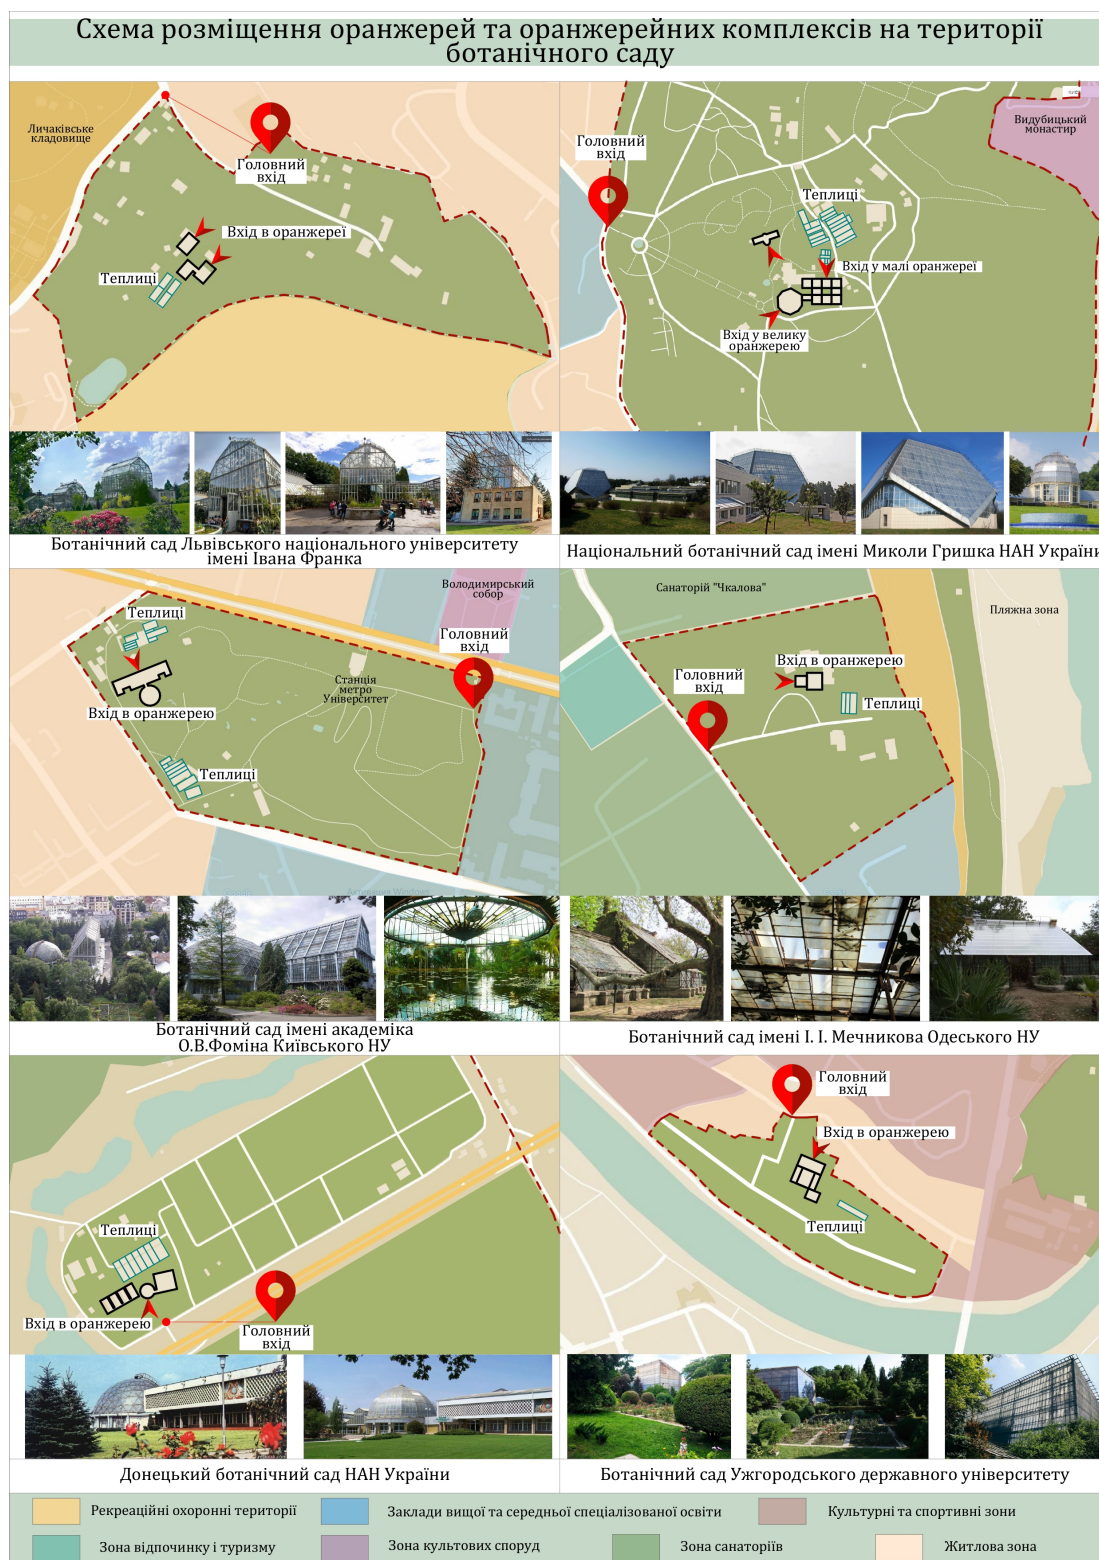 Схема розміщення оранжерей та оранжерейних комплексів на території
ботанічного саду
Личаківське
кладовище
Головний
вхід
Вхід в оранжереї
Теплиці
Видубицький
монастир
Головний
вхід
Теплиці
Вхід у малі оранжереї
Вхід у велику
оранжерею
Ботанічний сад Львівського національного університету
імені Івана Франка
Національний ботанічний сад імені Миколи Гришка НАН України
Володимирський
собор
Теплиці
Головний
вхід
Станція
метро
Університет
Вхід в оранжерею
Теплиці
Активация Windows
Санаторій "Чкалова"
Пляжна зона
Вхід в оранжерею
Головний
вхід
Теплиці
Ботанічний сад імені академіка
О.В.Фоміна Київського НУ
Ботанічний сад імені І. І. Мечникова Одеського НУ
Теплиці
Вхід в оранжерею
Головний
вхід
Головний
вхід
Вхід в оранжерею
Теплиці
Донецький ботанічний сад НАН України
Ботанічний сад Ужгородського державного університету
Рекреаційні охоронні території
Заклади вищої та середньої спеціалізованої освіти
Культурні та спортивні зони
Зона відпочинку і туризму
Зона культових споруд
Зона санаторіїв
Житлова зона